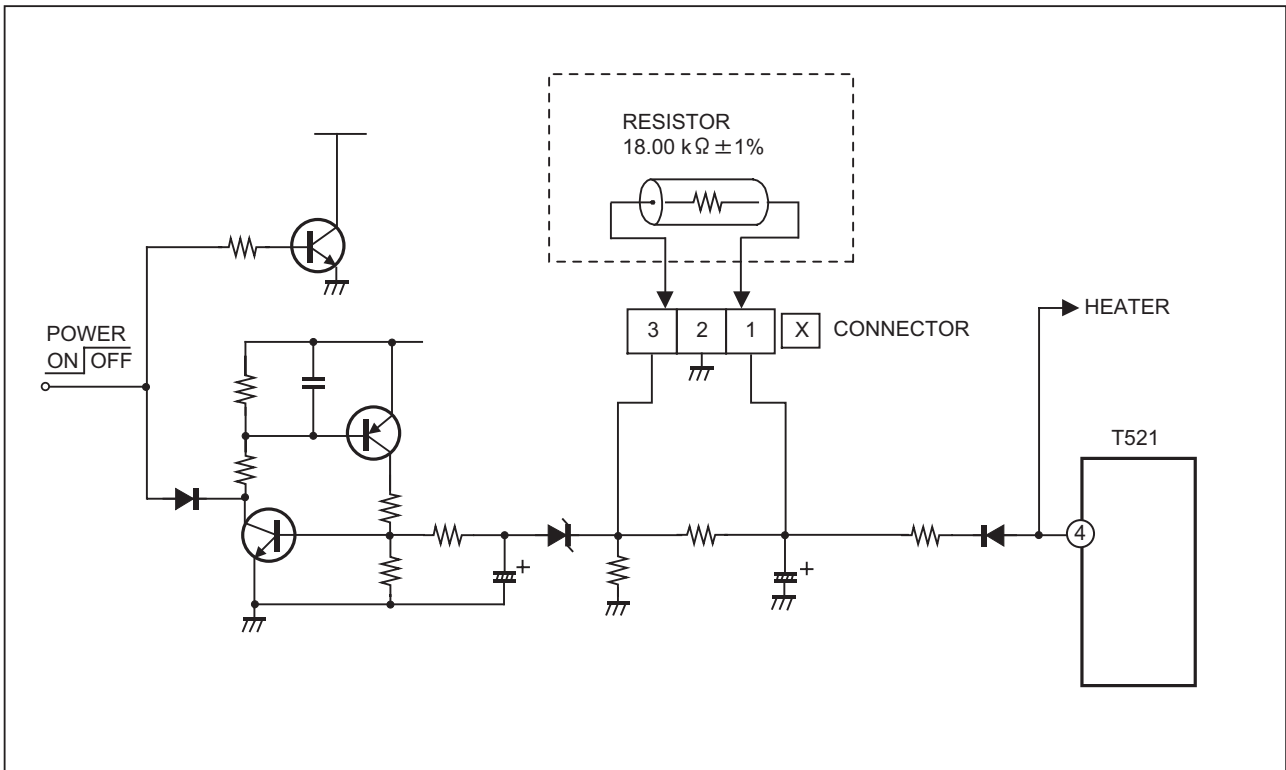 RESISTOR
18.00 kΩ ±1%
3 2 1 X CONNECTOR
HEATER
POWER
ON OFF
T521
4
+
+